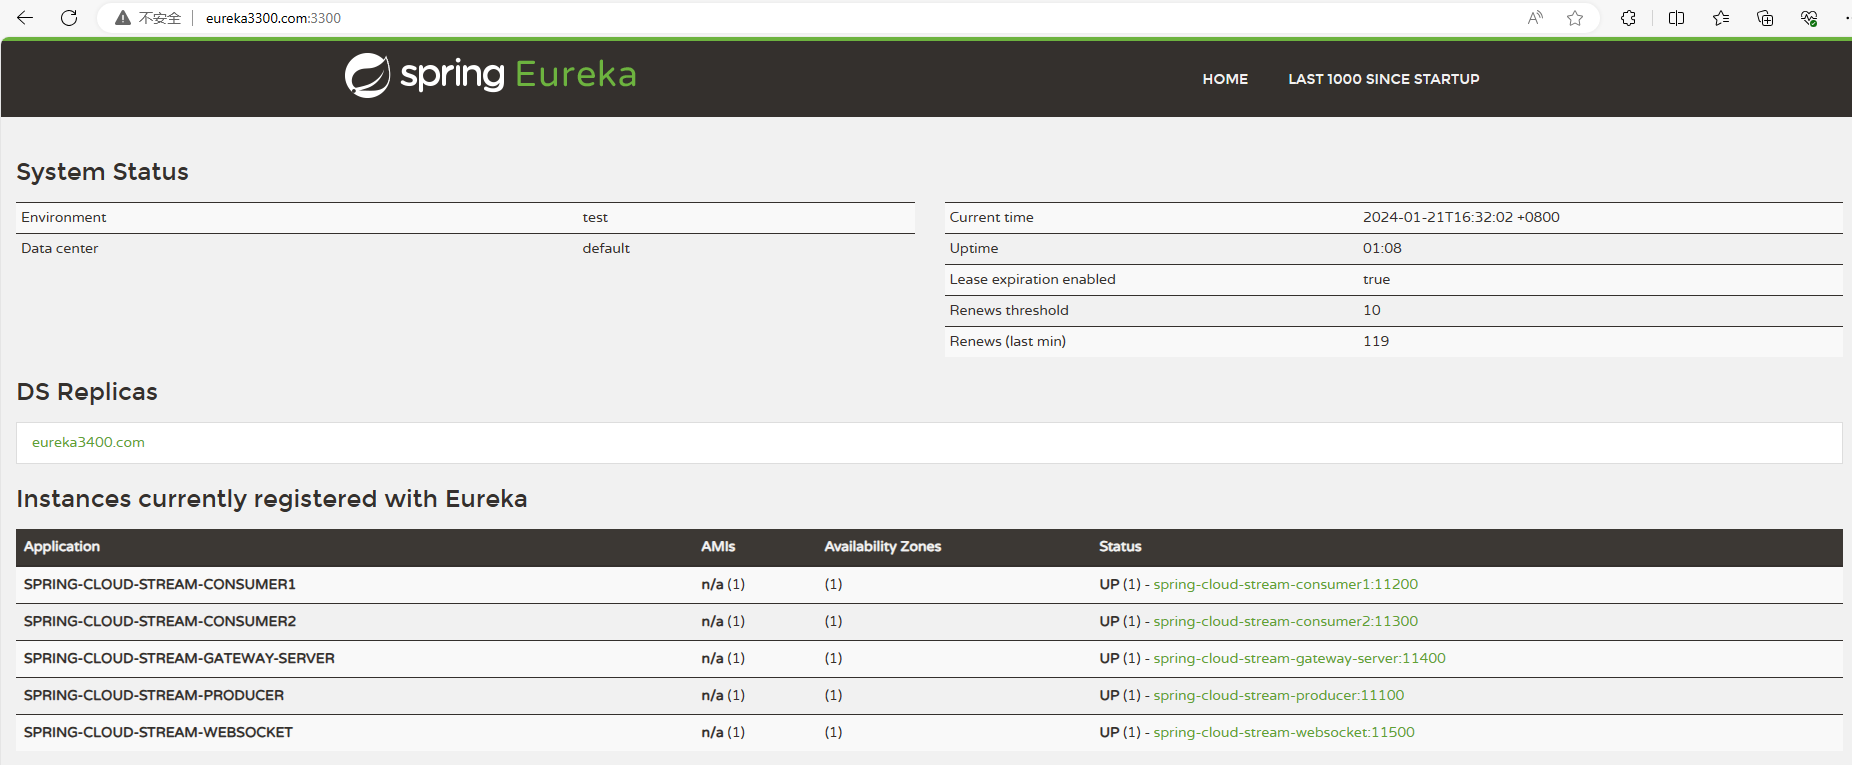 不安全 eureka3300.com:3300
spring Eureka
HOME LAST 1000 SINCE STARTUP
System Status
Environment test
Data center default
Current time 2024-01-21T16:32:02 +0800
Uptime 01:08
Lease expiration enabled true
Renews threshold 10
Renews (last min) 119
DS Replicas
eureka3400.com
Instances currently registered with Eureka
Application AMIs Availability Zones Status
SPRING-CLOUD-STREAM-CONSUMER1 n/a (1) (1) UP (1) - spring-cloud-stream-consumer1:11200
SPRING-CLOUD-STREAM-CONSUMER2 n/a (1) (1) UP (1) - spring-cloud-stream-consumer2:11300
SPRING-CLOUD-STREAM-GATEWAY-SERVER n/a (1) (1) UP (1) - spring-cloud-stream-gateway-server:11400
SPRING-CLOUD-STREAM-PRODUCER n/a (1) (1) UP (1) - spring-cloud-stream-producer:11100
SPRING-CLOUD-STREAM-WEBSOCKET n/a (1) (1) UP (1) - spring-cloud-stream-websocket:11500